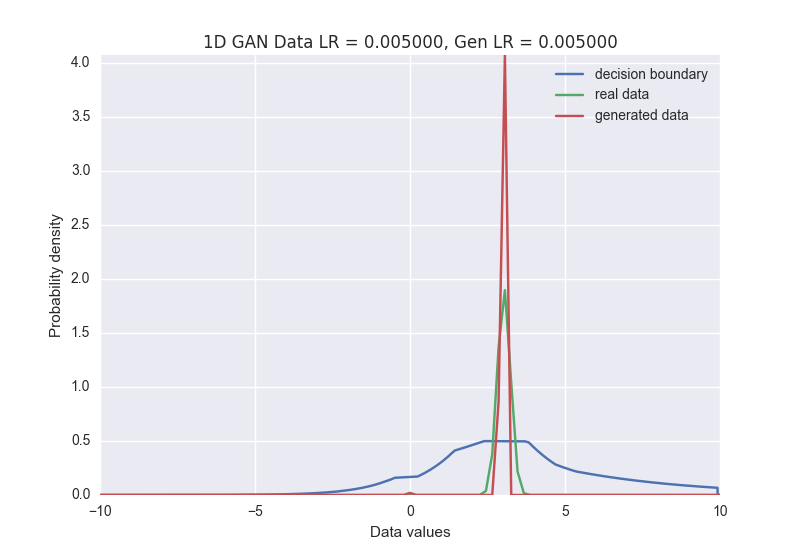 1D GAN Data LR = 0.005000, Gen LR = 0.005000
decision boundary
real data
generated data
Probability density
4.0
3.5
3.0
2.5
2.0
1.5
1.0
0.5
0.0
−10
−5
0
5
10
Data values